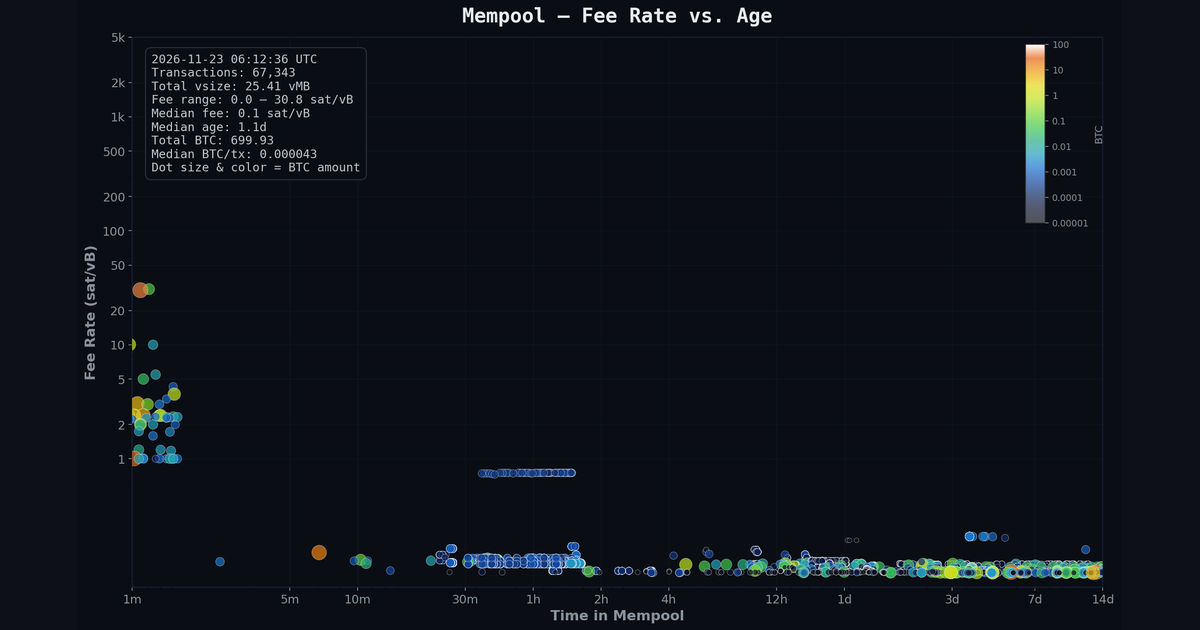 Mempool — Fee Rate vs. Age
2026-11-23 06:12:36 UTC
Transactions: 67,343
Total vsize: 25.41 vMB
Fee range: 0.0 — 30.8 sat/vB
Median fee: 0.1 sat/vB
Median age: 1.1d
Total BTC: 699.93
Median BTC/tx: 0.000043
Dot size & color = BTC amount
Fee Rate (sat/vB)
5k
2k
1k
500
200
100
50
20
10
5
2
1
100
10
1
0.1
0.01
0.001
0.0001
0.00001
BTC
1m 5m 10m 30m 1h 2h 4h 12h 1d 3d 7d 14d
Time in Mempool